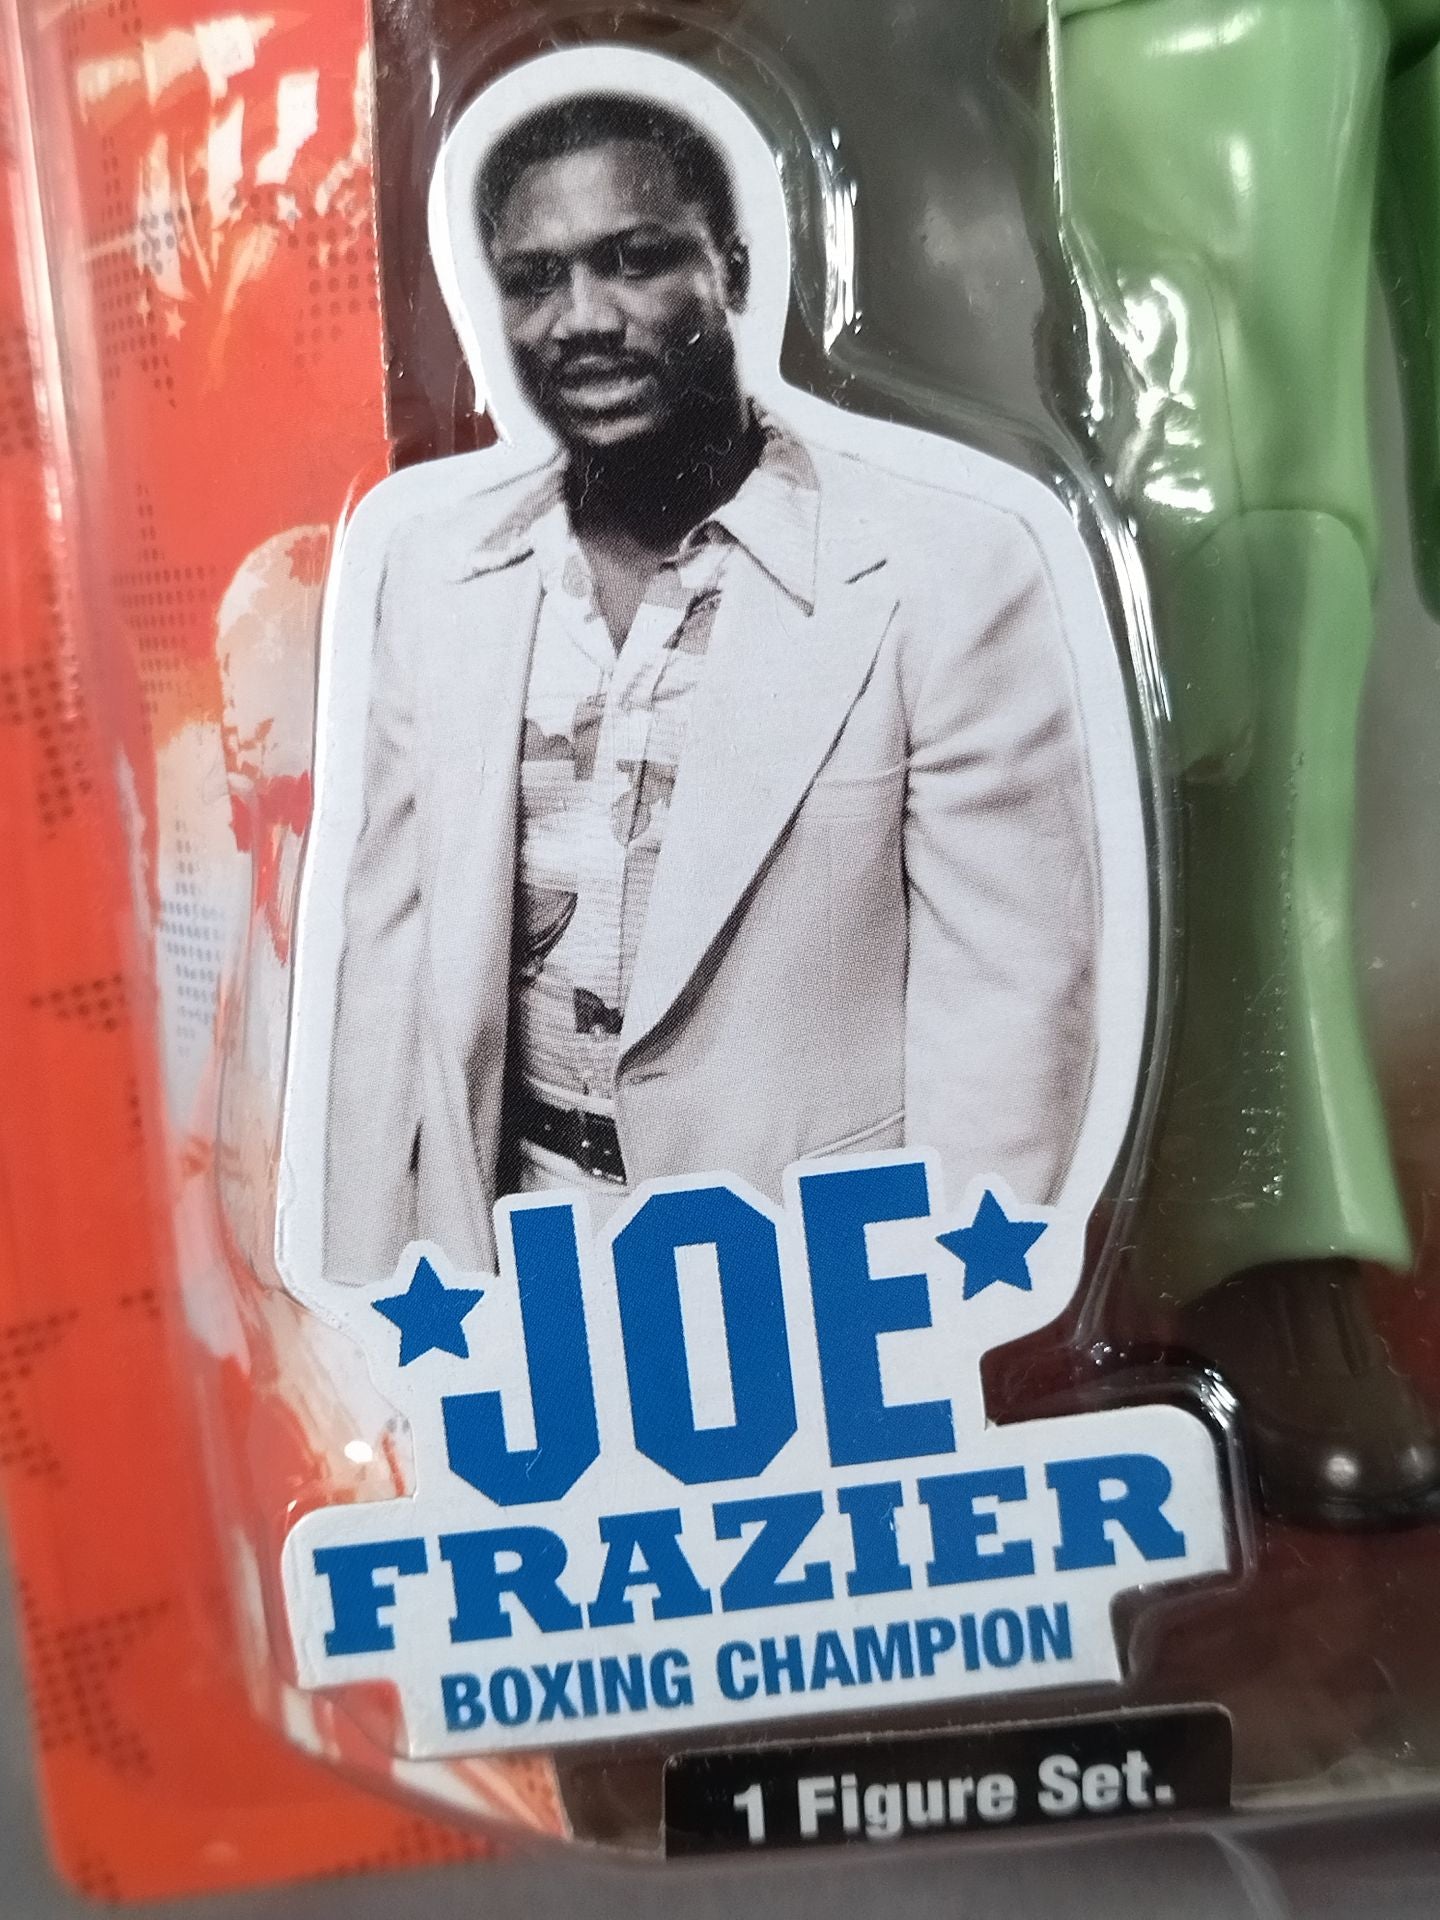 JOE
FRAZIER
BOXING CHAMPION
1 Figure Set.